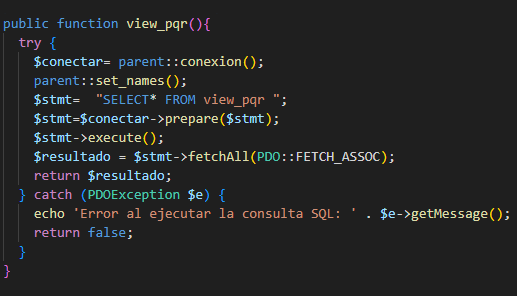 public function view_pqr(){
try {
$conectar= parent::conexion();
parent::set_names();
$stmt=  "SELECT* FROM view_pqr ";
$stmt=$conectar->prepare($stmt);
$stmt->execute();
$resultado = $stmt->fetchAll(PDO::FETCH_ASSOC);
return $resultado;
} catch (PDOException $e) {
echo 'Error al ejecutar la consulta SQL: ' . $e->getMessage();
return false;
}
}